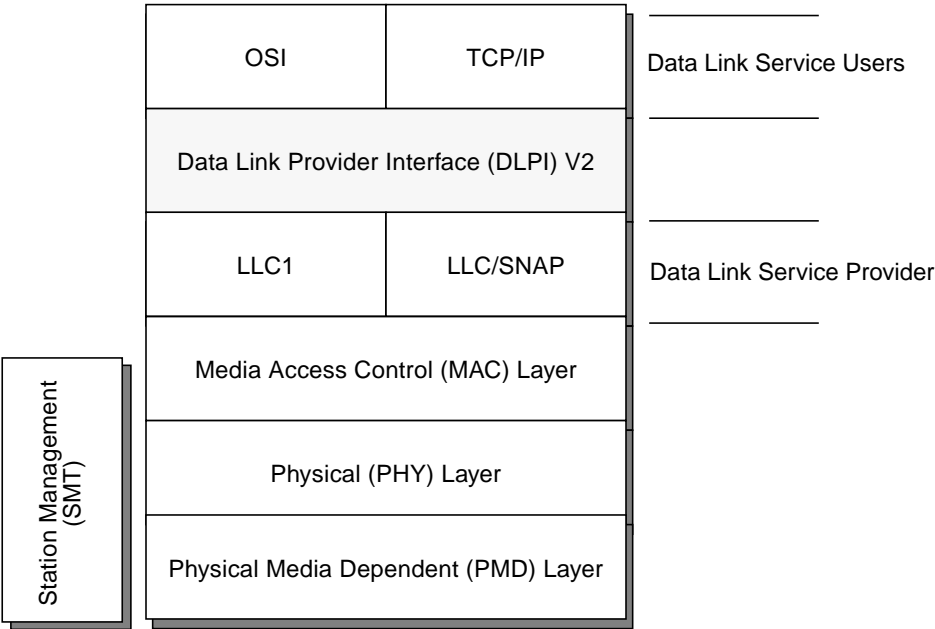 OSI
TCP/IP
Data Link Service Users
Data Link Provider Interface (DLPI) V2
LLC1
LLC/SNAP
Data Link Service Provider
Media Access Control (MAC) Layer
Station Management
(SMT)
Physical (PHY) Layer
Physical Media Dependent (PMD) Layer